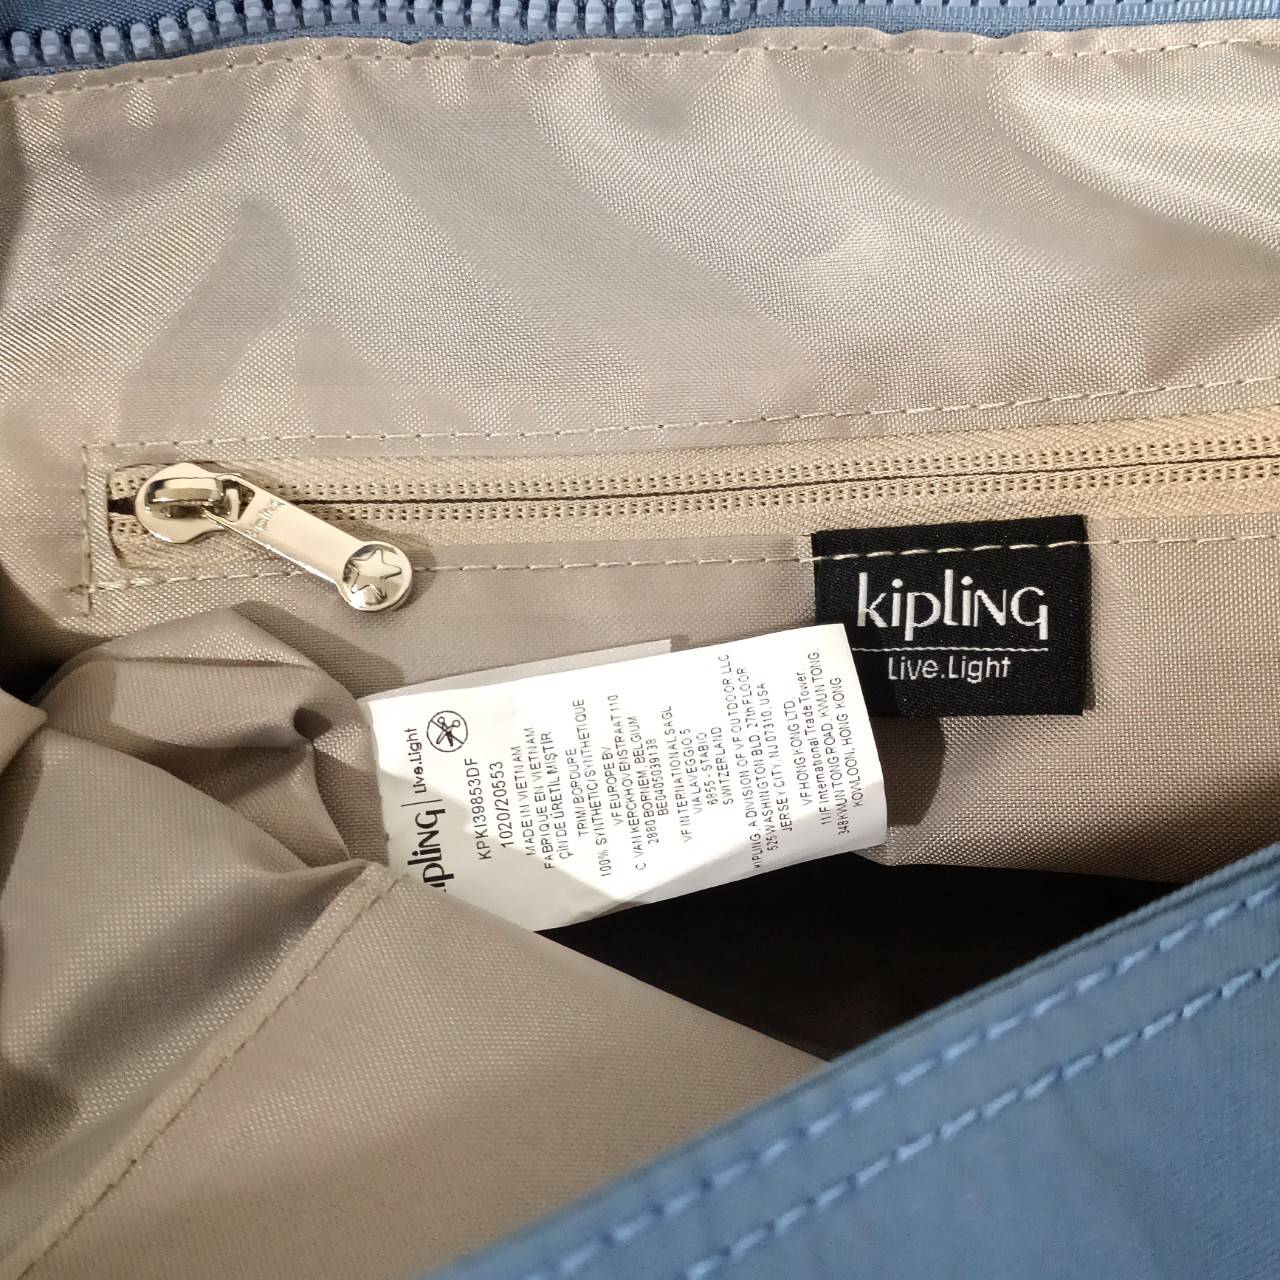 kipling
kipling
Live.Light
kipling | Live.Light
KPKI39853DF
1020/20553
MADE IN VIETNAM
FABRIQUE EN VIETNAM
ÇİN DE ÜRETİL MIŞTIR
TRIM/ BORDURE
100% SYNTHETIC/SYNTHETIQUE
VF EUROPE BV
C. VAN KERCKHOVENSTRAAT 110
2880 BORNEM, BELGIUM
BE0405039138
VF INTERNATIONAL SAGL
VIA LAVEGGIO 5
6855 - STABIO
SWITZERLAND
KIPLING, A DIVISION OF VF OUTDOOR LLC.
525 WASHINGTON BLD. 27th FLOOR
JERSEY CITY, NJ 07310, USA
VF HONG KONG LTD.
11/F International Trade Tower.
348 KWUN TONG ROAD, KWUN TONG.
KOWLOON, HONG KONG